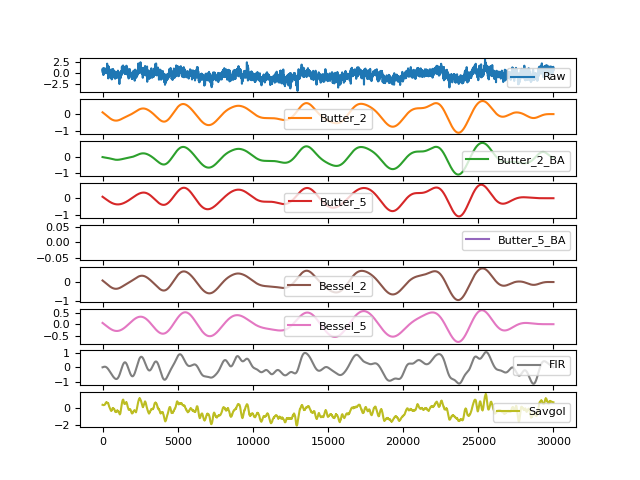 2.5
0.0
−2.5
Raw
0
−1
Butter_2
0
−1
Butter_2_BA
0
−1
Butter_5
0.05
0.00
−0.05
Butter_5_BA
0
−1
Bessel_2
0.5
0.0
−0.5
Bessel_5
1
0
−1
FIR
0
−2
Savgol
0 5000 10000 15000 20000 25000 30000